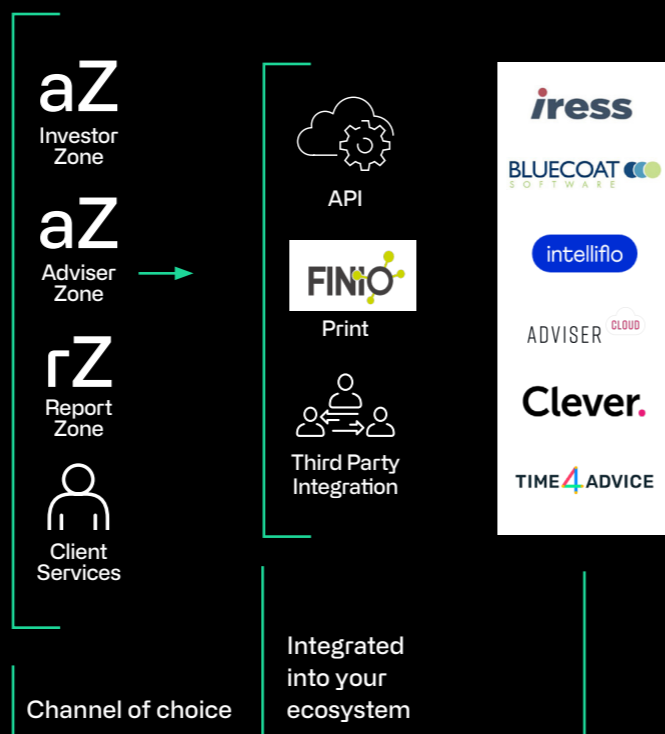 aZ
Investor
Zone
aZ
Adviser
Zone
rZ
Report
Zone
Client
Services
Channel of choice
API
FINIO
Print
Third Party
Integration
Integrated
into your
ecosystem
iress
BLUECOAT
SOFTWARE
intelliflo
ADVISER CLOUD
Clever.
TIME4ADVICE